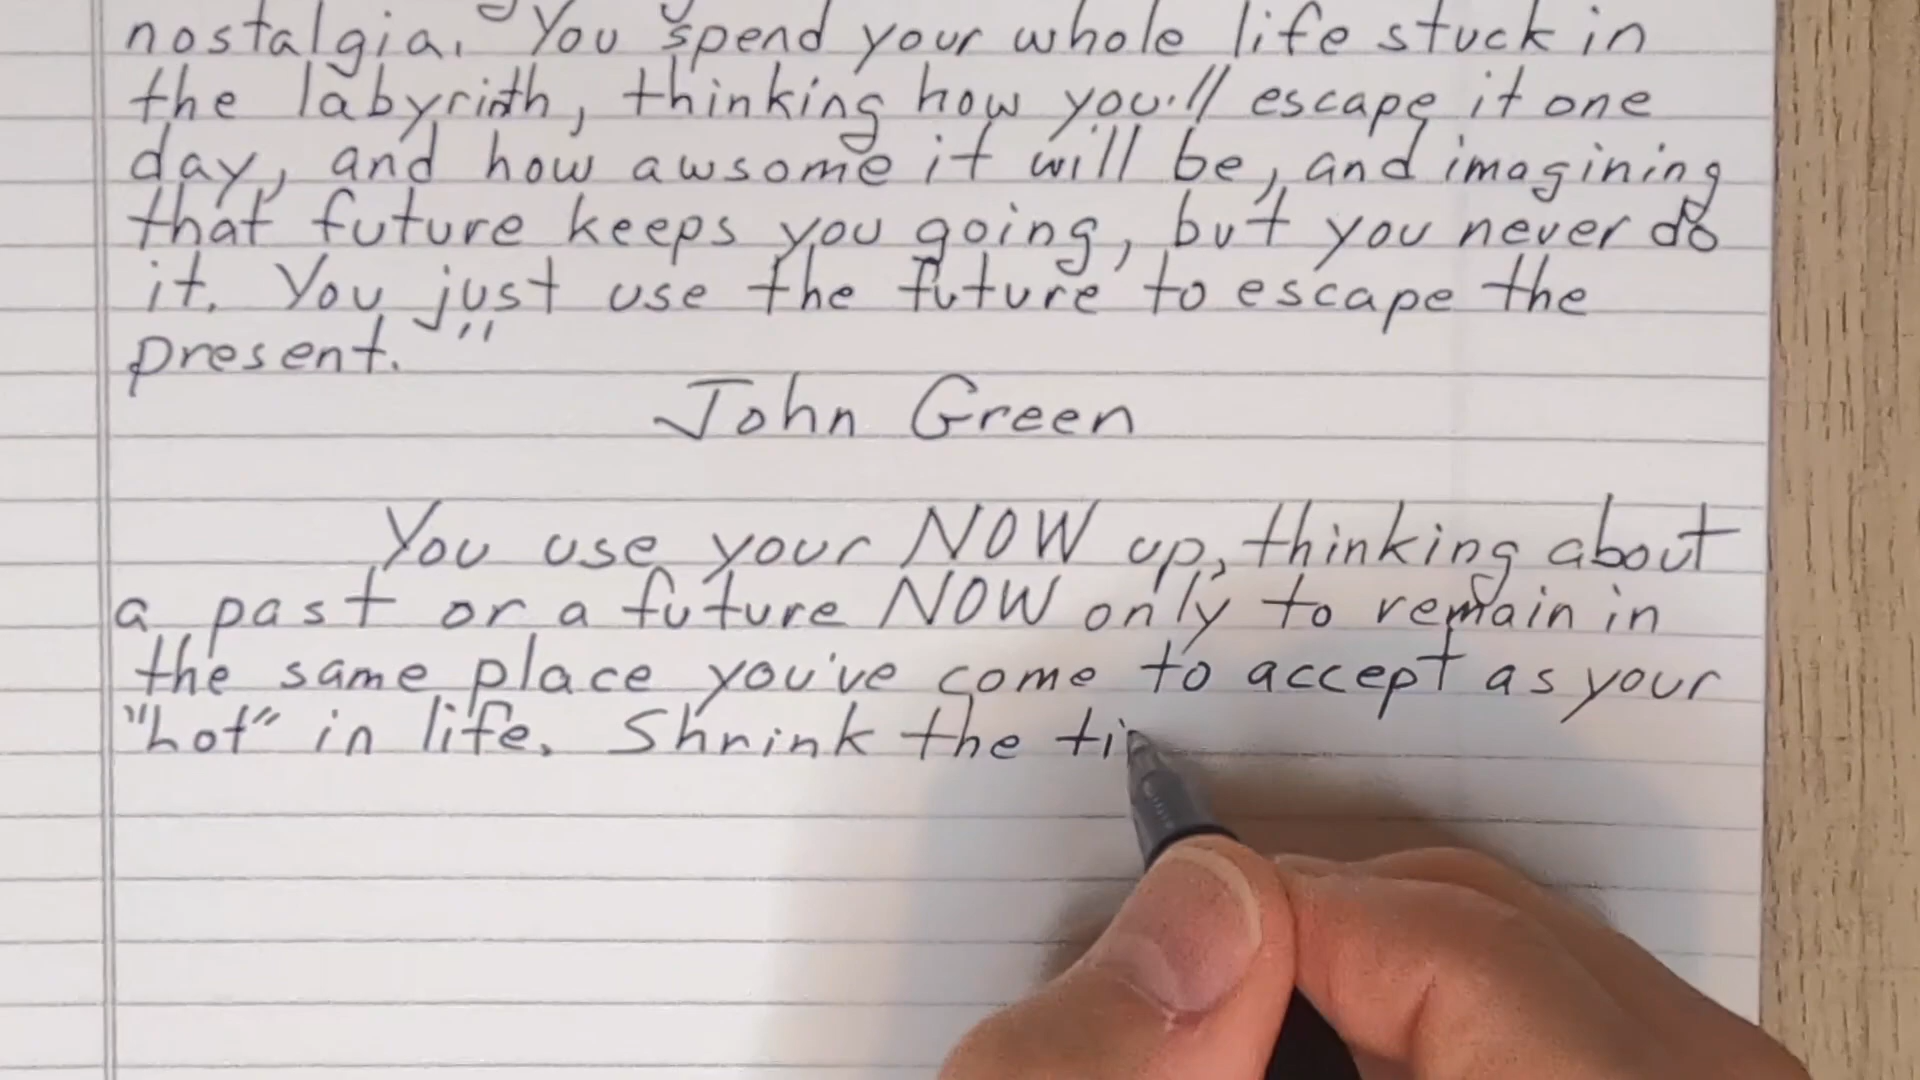 nostalgia. You spend your whole life stuck in
the labyrinth, thinking how you'll escape it one
day, and how awsome it will be, and imagining
that future keeps you going, but you never do
it. You just use the future to escape the
present."
John Green
You use your NOW up, thinking about
a past or a future NOW only to remain in
the same place you've come to accept as your
"Lot" in life. Shrink the ti